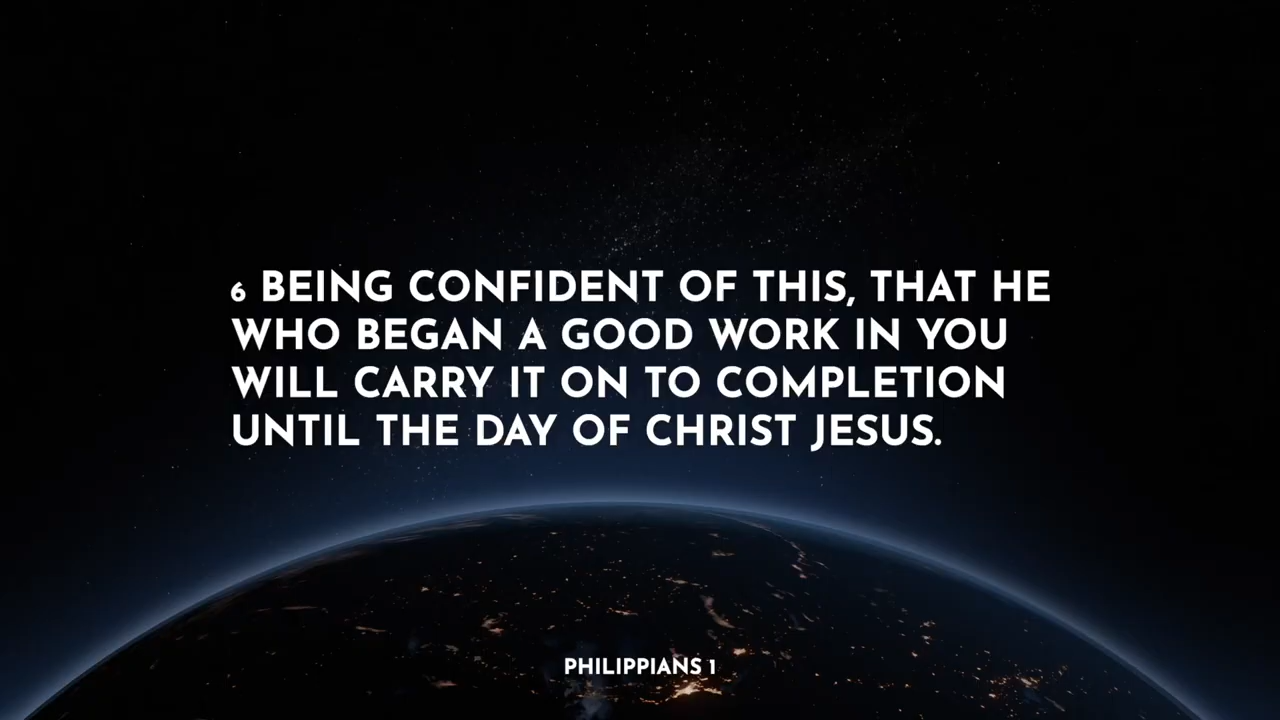 6 BEING CONFIDENT OF THIS, THAT HE
WHO BEGAN A GOOD WORK IN YOU
WILL CARRY IT ON TO COMPLETION
UNTIL THE DAY OF CHRIST JESUS.
PHILIPPIANS 1